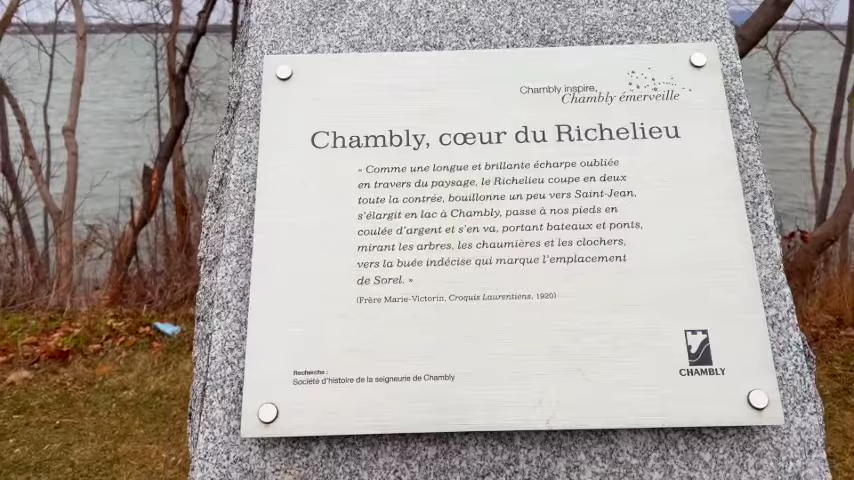 Chambly inspire,
Chambly émerveille
Chambly, cœur du Richelieu
« Comme une longue et brillante écharpe oubliée
en travers du paysage, le Richelieu coupe en deux
toute la contrée, bouillonne un peu vers Saint-Jean,
s'élargit en lac à Chambly, passe à nos pieds en
coulée d'argent et s'en va, portant bateaux et ponts,
mirant les arbres, les chaumières et les clochers,
vers la buée indécise qui marque l'emplacement
de Sorel. »
(Frère Marie-Victorin, Croquis Laurentiens, 1920)
Recherche :
Société d'histoire de la seigneurie de Chambly
CHAMBLY